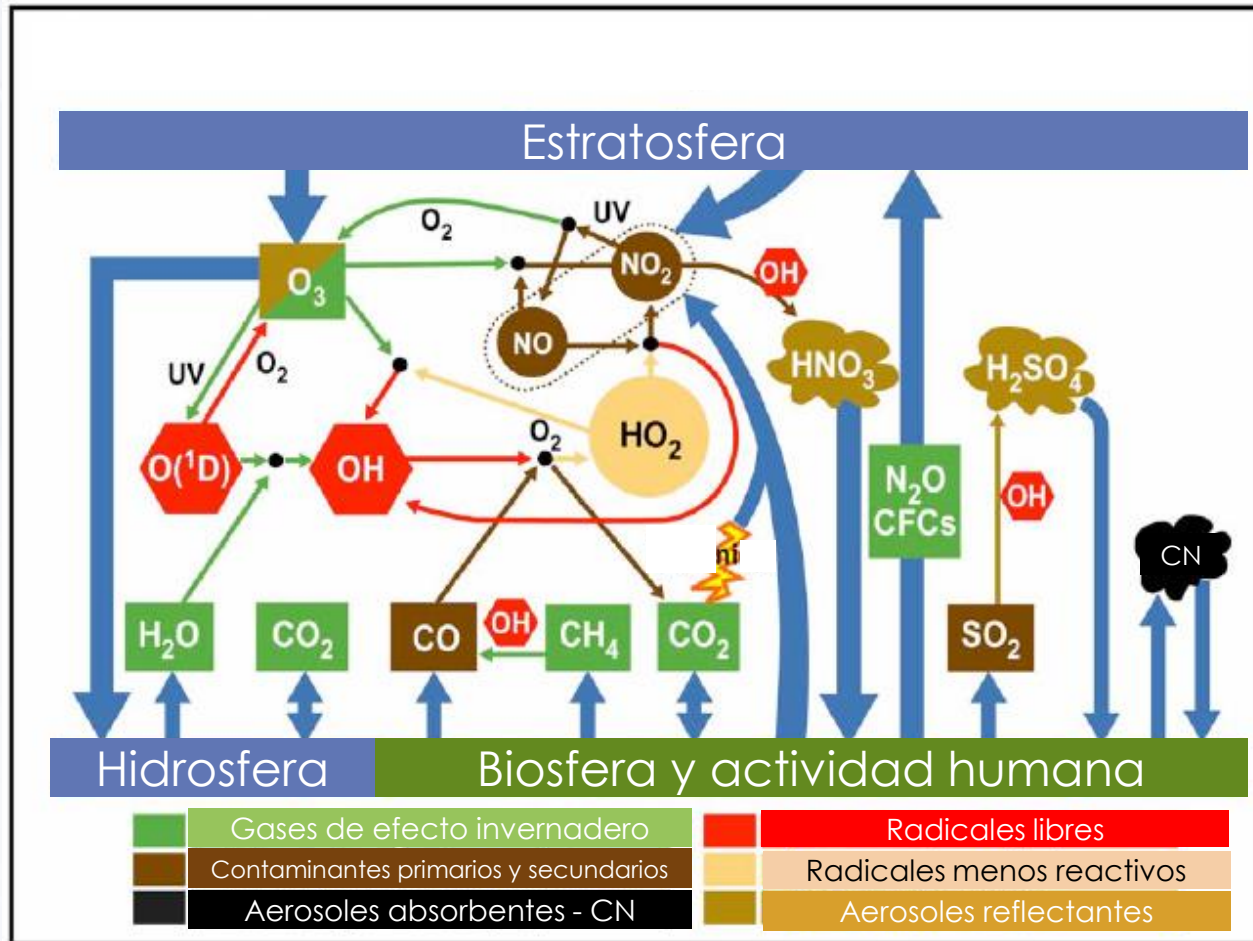 Estratosfera
UV
O₂
NO₂
OH
O₃
NO
HNO₃
H₂SO₄
UV
O₂
O₂
HO₂
O(¹D)
OH
N₂O
CFCs
OH
CN
H₂O
CO₂
CO
OH
CH₄
CO₂
SO₂
Hidrosfera
Biosfera y actividad humana
Gases de efecto invernadero
Radicales libres
Contaminantes primarios y secundarios
Radicales menos reactivos
Aerosoles absorbentes - CN
Aerosoles reflectantes